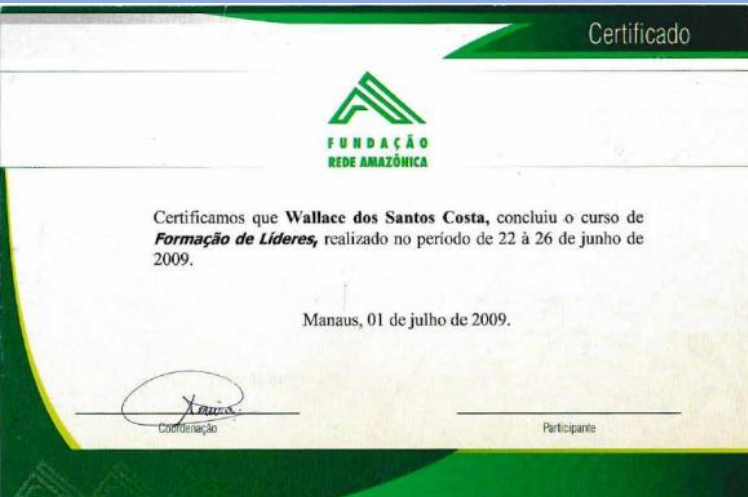 Certificado
FUNDAÇÃO
REDE AMAZÔNICA
Certificamos que Wallace dos Santos Costa, concluiu o curso de
Formação de Líderes, realizado no período de 22 à 26 de junho de
2009.
Manaus, 01 de julho de 2009.
Coordenação
Participante